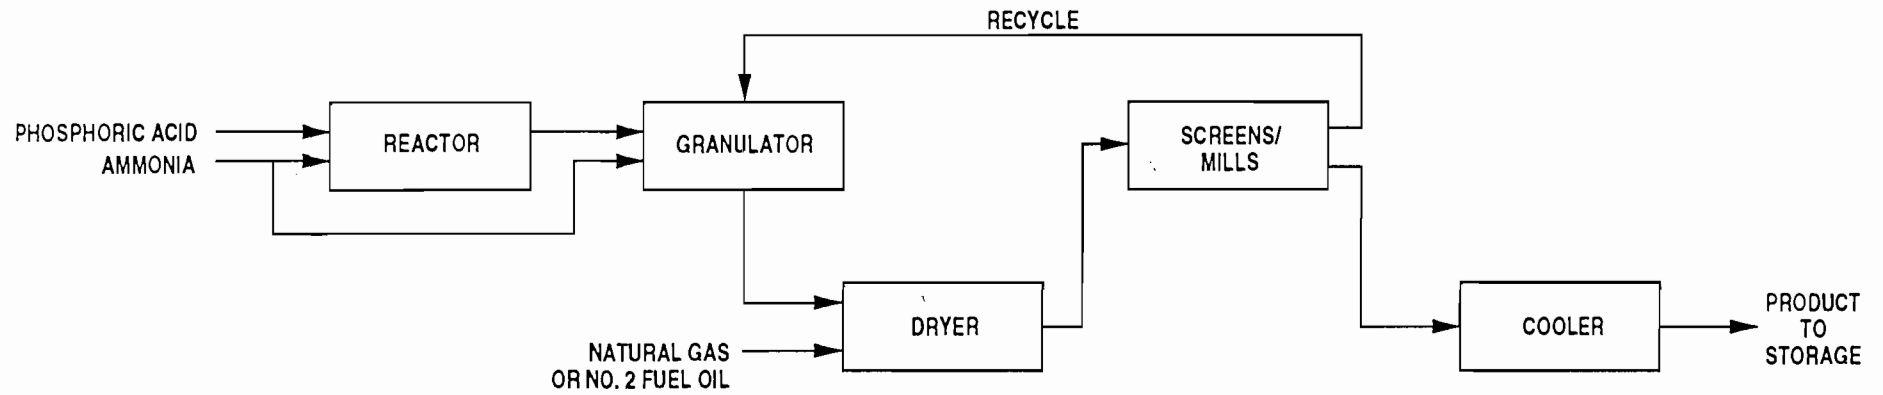 RECYCLE
PHOSPHORIC ACID
AMMONIA
REACTOR
GRANULATOR
SCREENS/
MILLS
DRYER
NATURAL GAS
OR NO. 2 FUEL OIL
COOLER
PRODUCT
TO
STORAGE